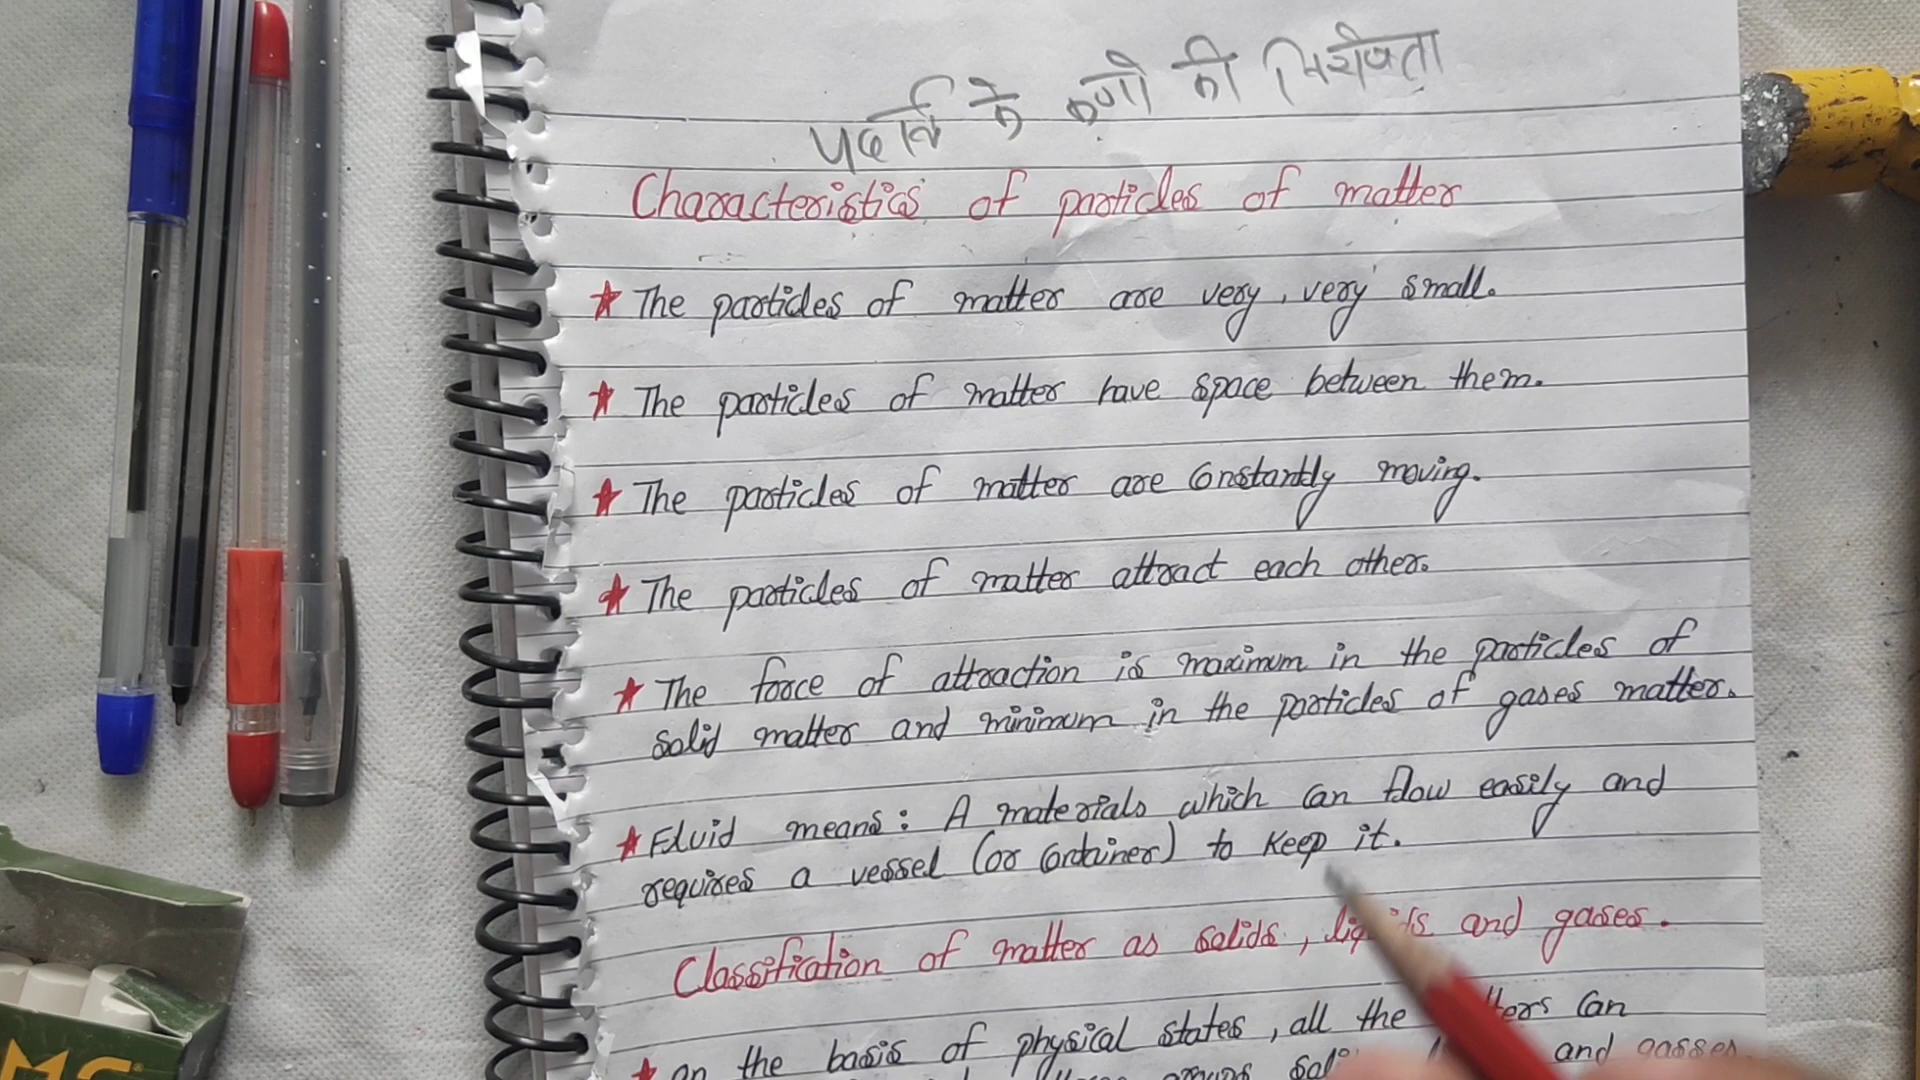 पदार्थ के कणो की विशेषता
Characteristics of particles of matter
★ The particles of matter are very, very small.
★ The particles of matter have space between them.
★ The particles of matter are Constantly moving.
★ The particles of matter attract each other.
★ The force of attraction is maximum in the particles of
solid matter and minimum in the particles of gases matter.
★ Fluid means: A materials which can flow easily and
requires a vessel (or Container) to keep it.
Classification of matter as solids, liquids and gases.
★ on the basis of physical states, all the can
and gasses